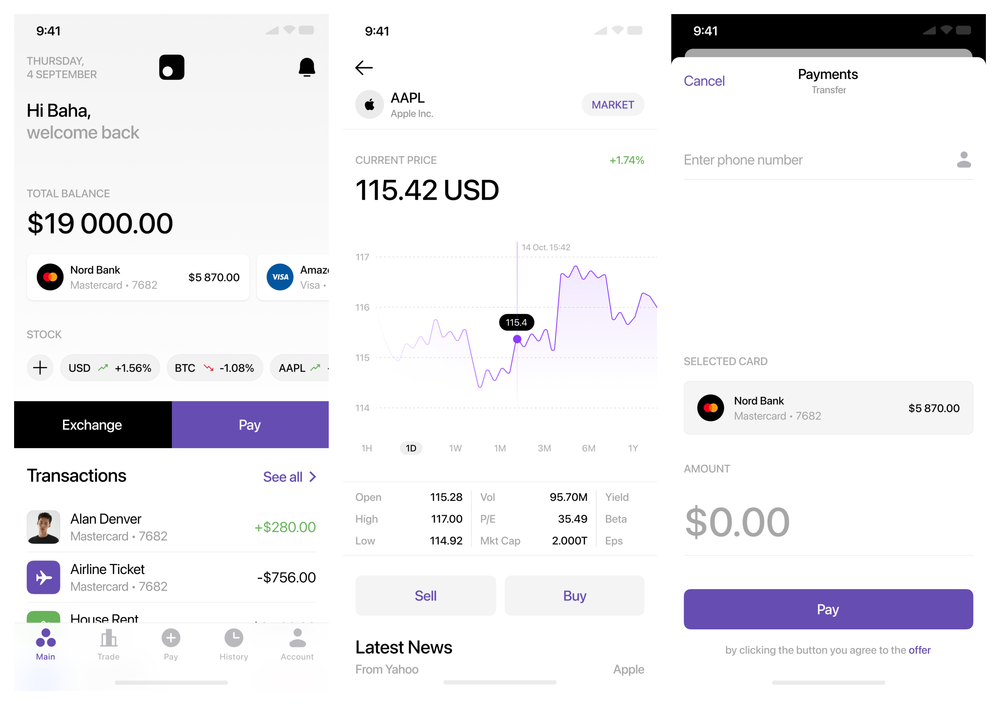 9:41
THURSDAY,
4 SEPTEMBER
Hi Baha,
welcome back
TOTAL BALANCE
$19 000.00
Nord Bank
Mastercard • 7682
$5 870.00
VISA
Amaz
Visa •
STOCK
USD +1.56%
BTC -1.08%
AAPL
Exchange
Pay
Transactions
See all
Alan Denver
Mastercard • 7682
+$280.00
Airline Ticket
Mastercard • 7682
-$756.00
House Rent
Main
Trade
Pay
History
Account
9:41
AAPL
Apple Inc.
MARKET
CURRENT PRICE
+1.74%
115.42 USD
14 Oct. 15:42
117
116
115.4
115
114
1H 1D 1W 1M 3M 6M 1Y
Open 115.28 Vol 95.70M Yield
High 117.00 P/E 35.49 Beta
Low 114.92 Mkt Cap 2.000T Eps
Sell
Buy
Latest News
From Yahoo
Apple
9:41
Cancel
Payments
Transfer
Enter phone number
SELECTED CARD
Nord Bank
Mastercard • 7682
$5 870.00
AMOUNT
$0.00
Pay
by clicking the button you agree to the offer